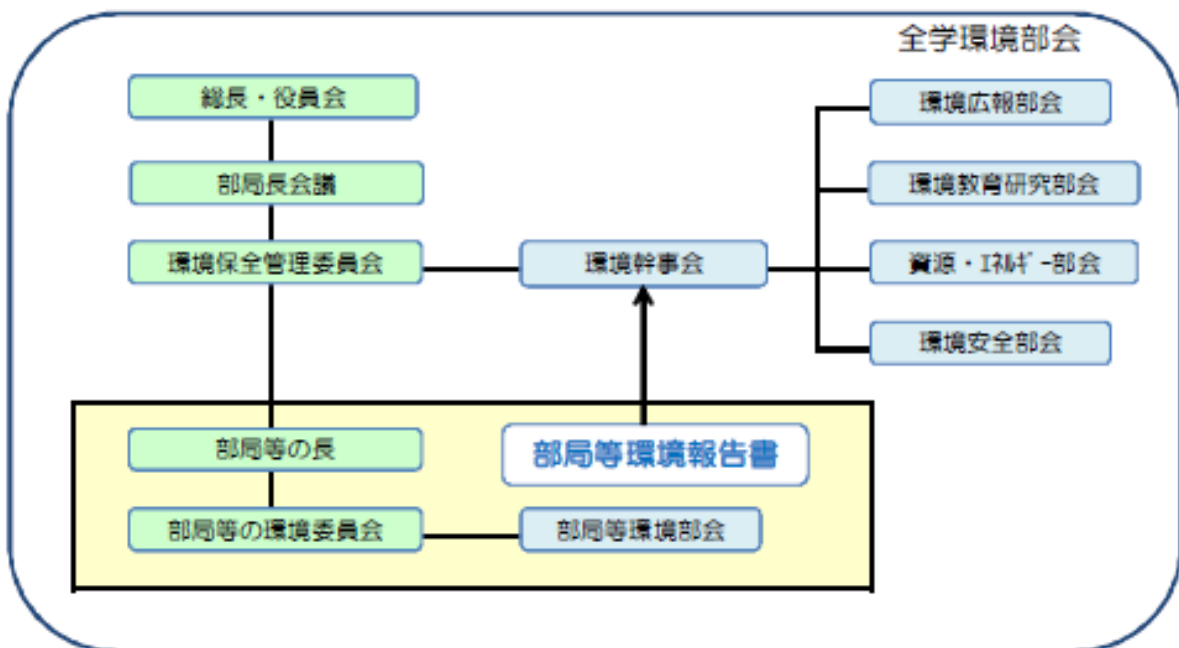 全学環境部会
総長・役員会
環境広報部会
部局長会議
環境教育研究部会
環境保全管理委員会
環境幹事会
資源・ｴﾈﾙｷﾞｰ部会
環境安全部会
部局等の長
部局等環境報告書
部局等の環境委員会
部局等環境部会